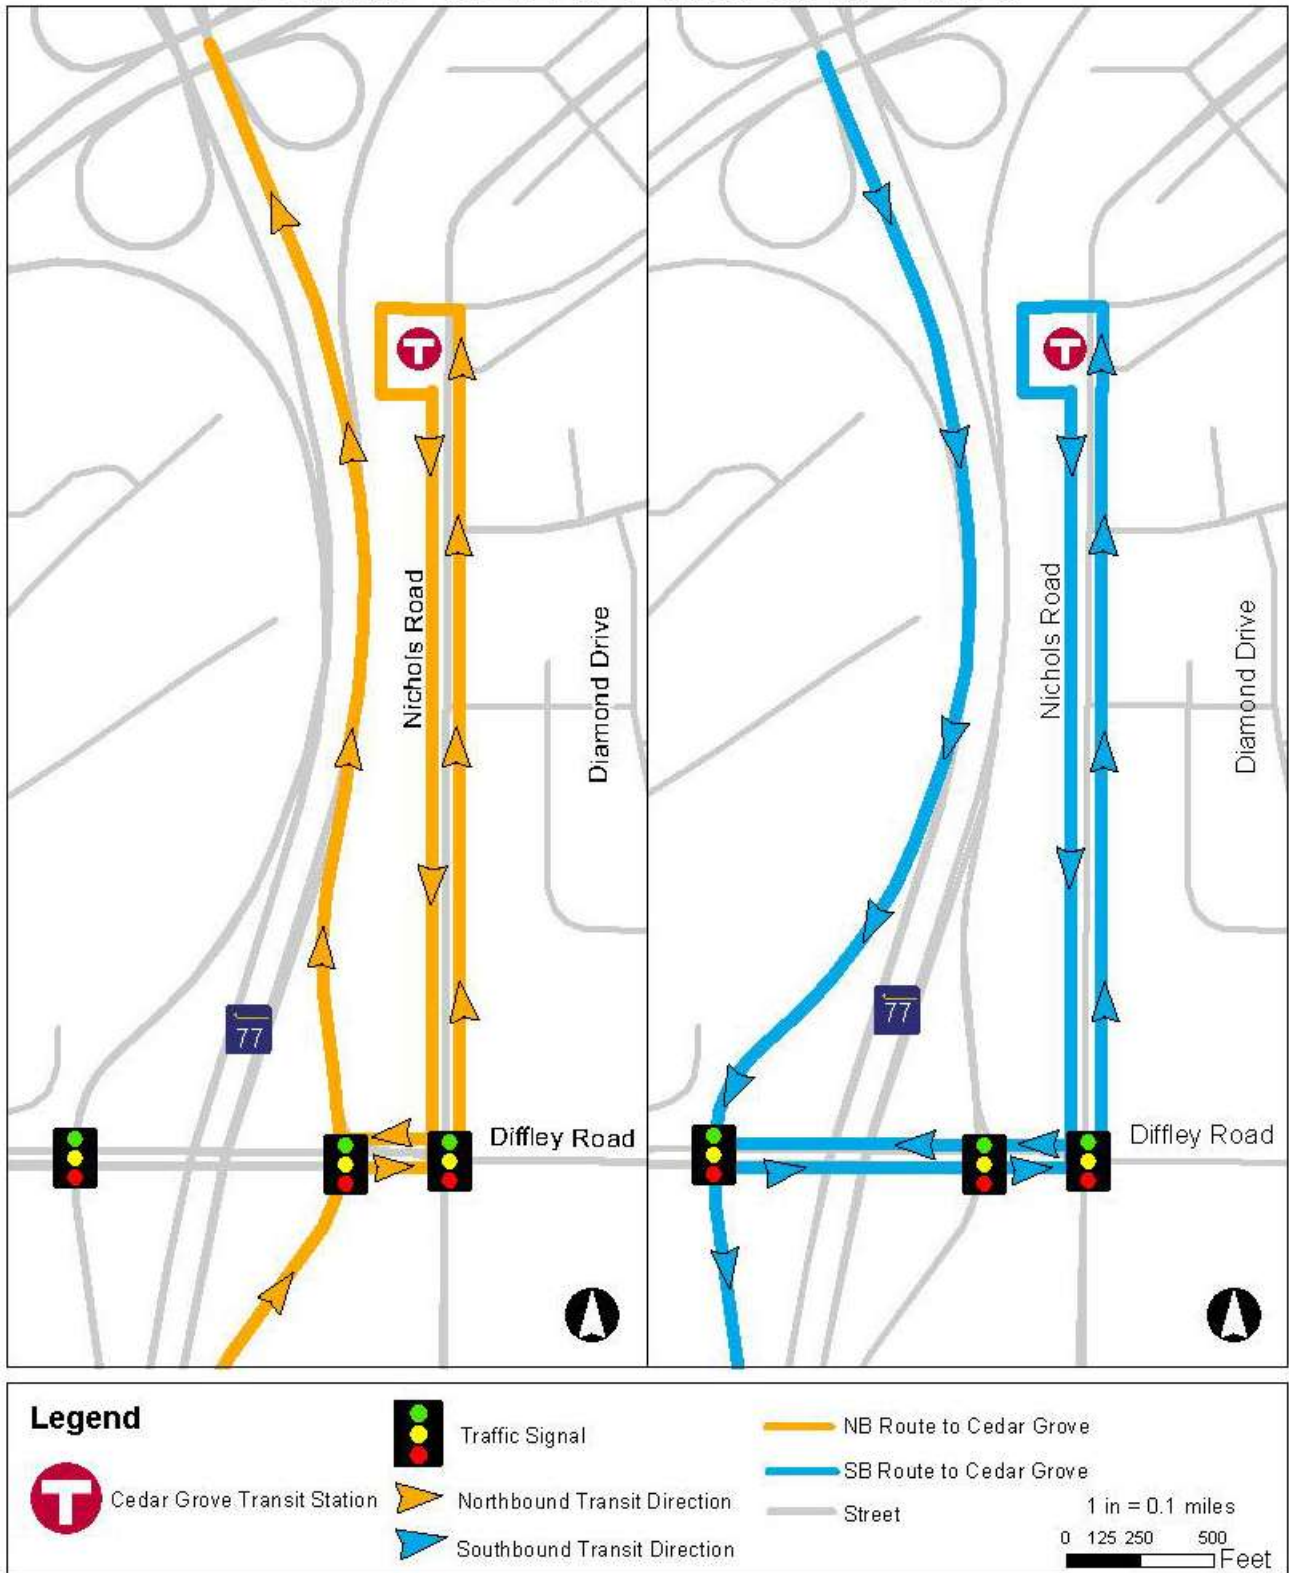 Nichols Road
Diamond Drive
77
Diffley Road
Nichols Road
Diamond Drive
77
Diffley Road
Legend
T Cedar Grove Transit Station
Traffic Signal
Northbound Transit Direction
Southbound Transit Direction
NB Route to Cedar Grove
SB Route to Cedar Grove
Street
1 in = 0.1 miles
0 125 250 500
Feet